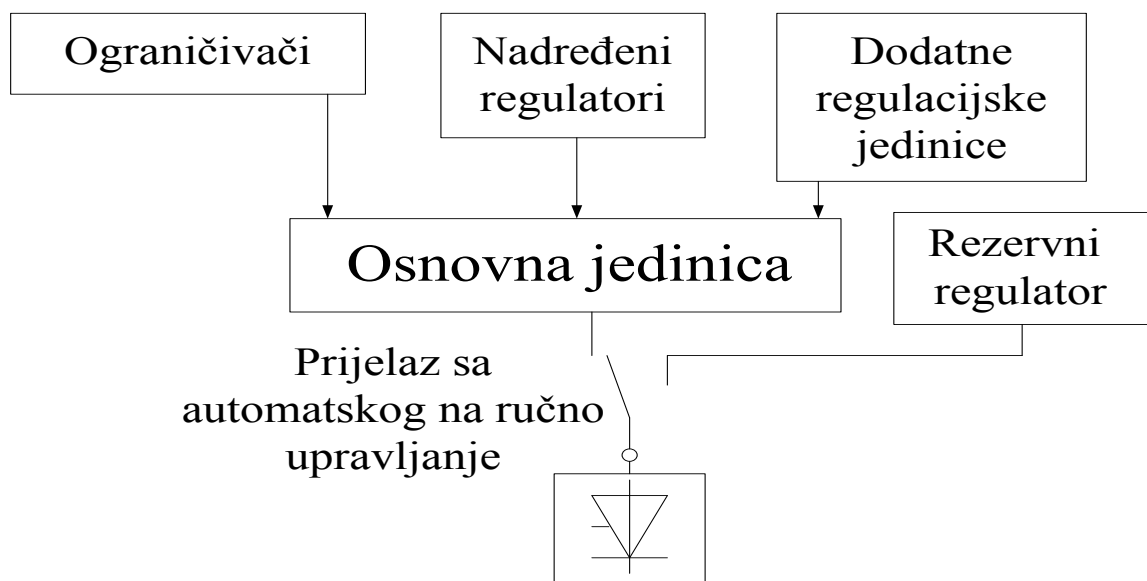 Ograničivači
Nadređeni
regulatori
Dodatne
regulacijske
jedinice
Osnovna jedinica
Rezervni
regulator
Prijelaz sa
automatskog na ručno
upravljanje